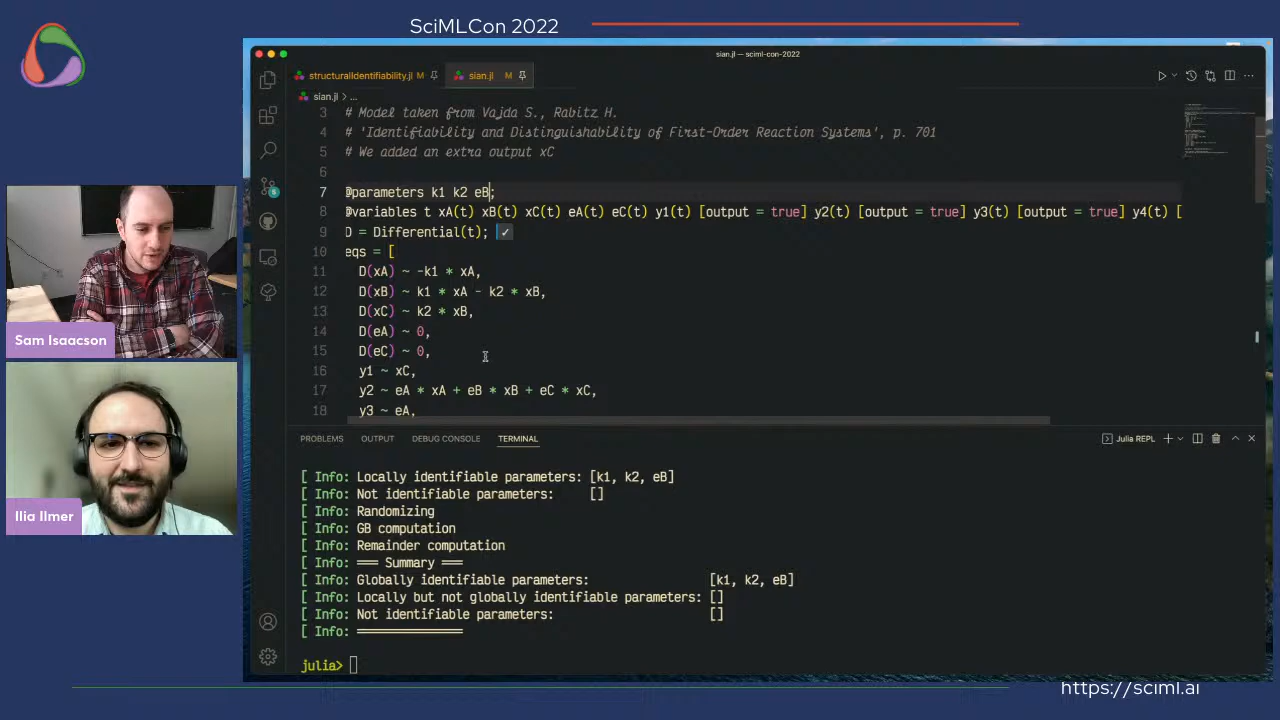 SciMLCon 2022
sian.jl — sciml-con-2022
structuralIdentifiability.jl M
sian.jl M
sian.jl > ...
3 # Model taken from Vajda S., Rabitz H.
4 # 'Identifiability and Distinguishability of First-Order Reaction Systems', p. 701
5 # We added an extra output xC
6
7 @parameters k1 k2 eB;
8 @variables t xA(t) xB(t) xC(t) eA(t) eC(t) y1(t) [output = true] y2(t) [output = true] y3(t) [output = true] y4(t) [
9 D = Differential(t); ✓
10 eqs = [
11 D(xA) ~ -k1 * xA,
12 D(xB) ~ k1 * xA - k2 * xB,
13 D(xC) ~ k2 * xB,
14 D(eA) ~ 0,
15 D(eC) ~ 0,
16 y1 ~ xC,
17 y2 ~ eA * xA + eB * xB + eC * xC,
18 y3 ~ eA,
PROBLEMS OUTPUT DEBUG CONSOLE TERMINAL
Julia REPL
[ Info: Locally identifiable parameters: [k1, k2, eB]
[ Info: Not identifiable parameters: []
[ Info: Randomizing
[ Info: GB computation
[ Info: Remainder computation
[ Info: === Summary ===
[ Info: Globally identifiable parameters: [k1, k2, eB]
[ Info: Locally but not globally identifiable parameters: []
[ Info: Not identifiable parameters: []
[ Info: ===============
julia>
Sam Isaacson
Ilia Ilmer
https://sciml.ai